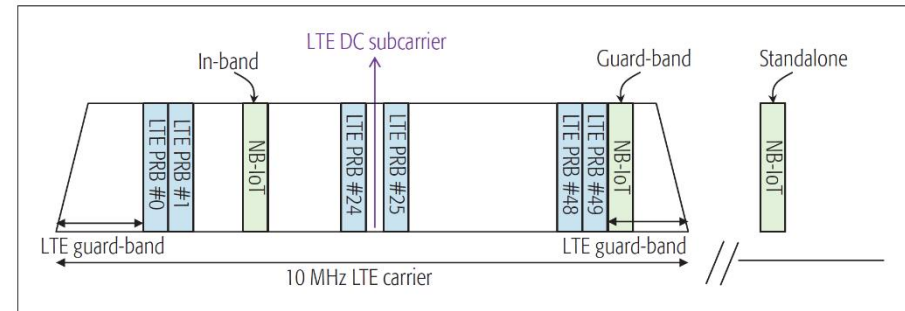 LTE DC subcarrier
In-band
Guard-band
Standalone
LTE PRB #0
LTE PRB #1
NB-IoT
LTE PRB #24
LTE PRB #25
LTE PRB #48
LTE PRB #49
NB-IoT
NB-IoT
LTE guard-band
LTE guard-band
10 MHz LTE carrier